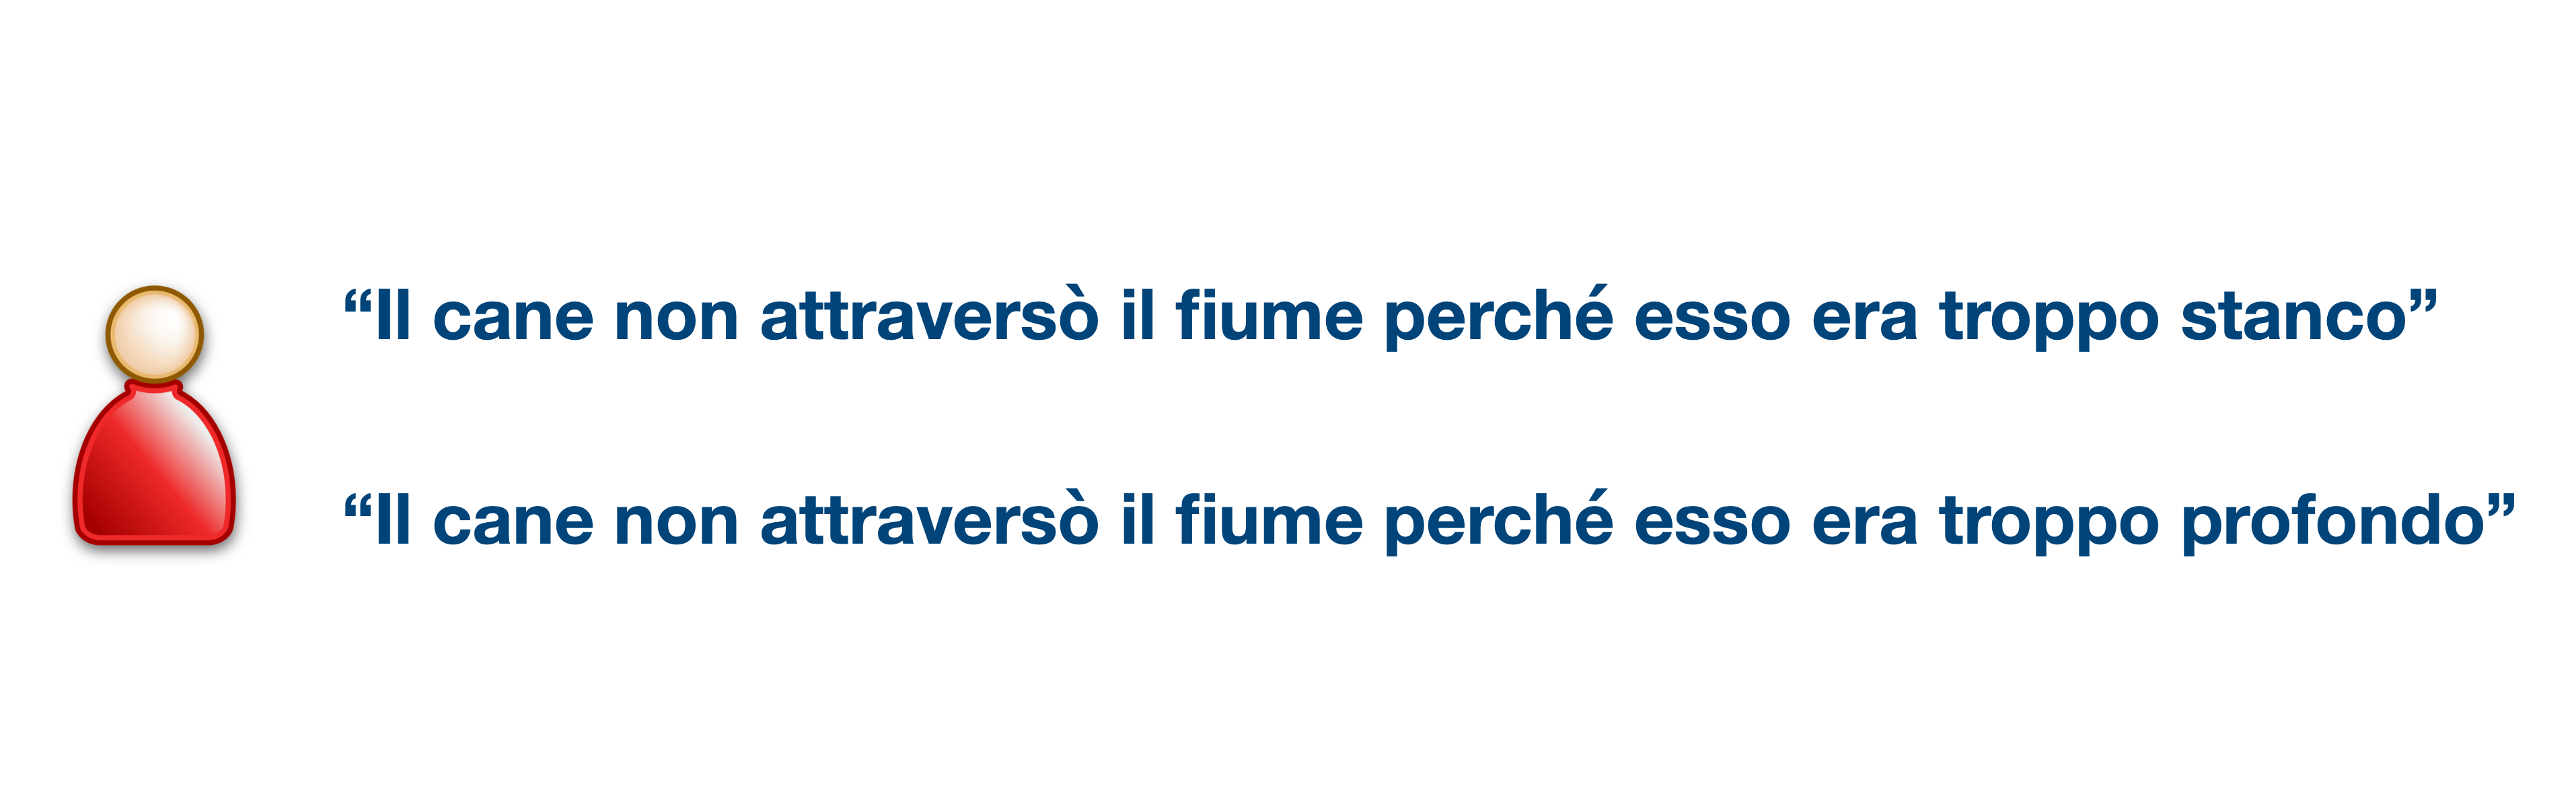 “Il cane non attraversò il fiume perché esso era troppo stanco”
“Il cane non attraversò il fiume perché esso era troppo profondo”